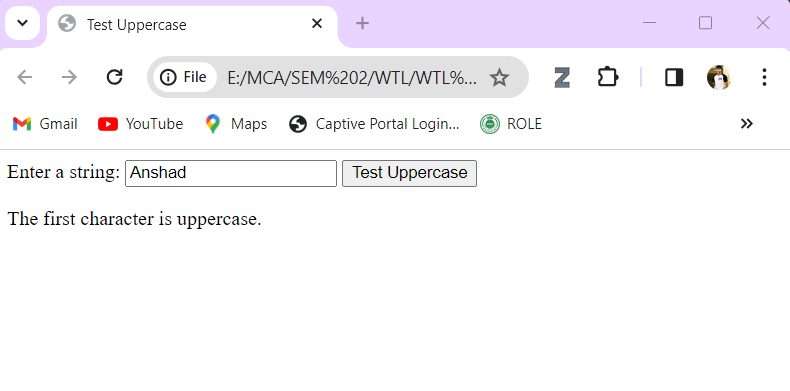 Test Uppercase
File E:/MCA/SEM%202/WTL/WTL%...
Gmail YouTube Maps Captive Portal Login... ROLE
Enter a string: Anshad Test Uppercase
The first character is uppercase.